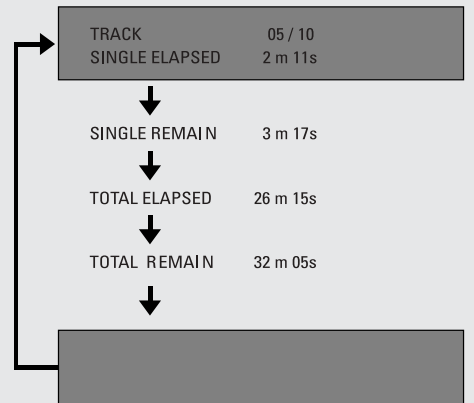 TRACK 05 / 10
SINGLE ELAPSED 2 m 11s
SINGLE REMAIN 3 m 17s
TOTAL ELAPSED 26 m 15s
TOTAL REMAIN 32 m 05s